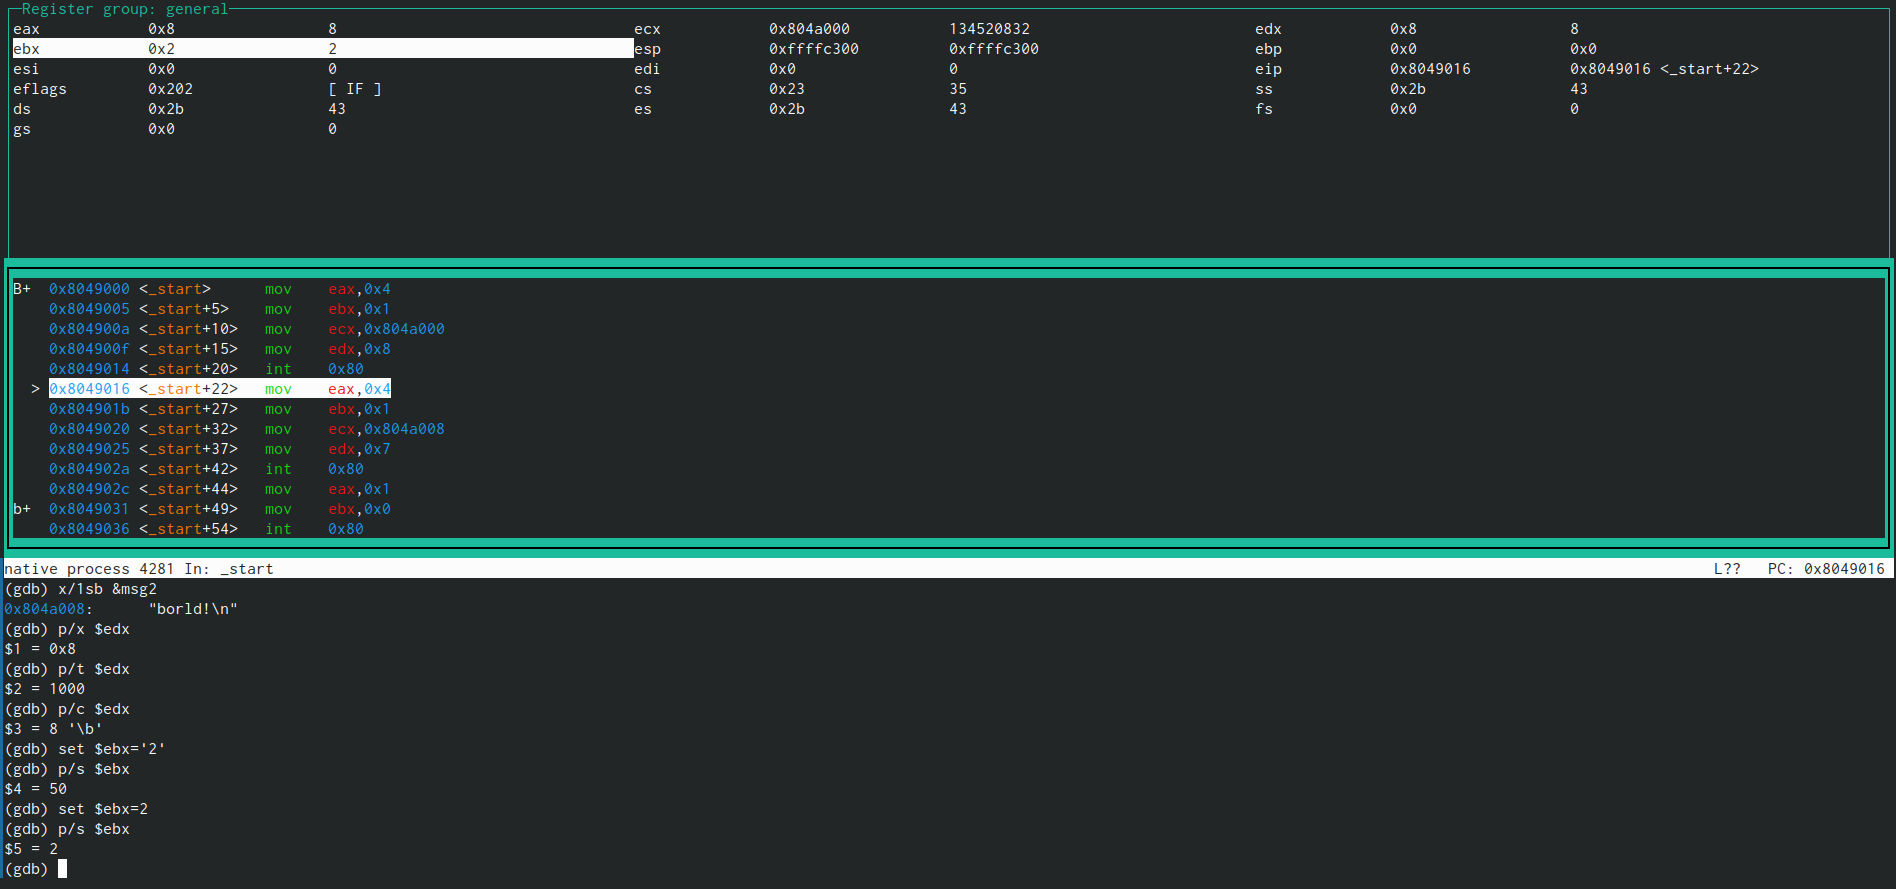 Register group: general
eax 0x8 8 ecx 0x804a000 134520832 edx 0x8 8
ebx 0x2 2 esp 0xffffc300 0xffffc300 ebp 0x0 0x0
esi 0x0 0 edi 0x0 0 eip 0x8049016 0x8049016 <_start+22>
eflags 0x202 [ IF ] cs 0x23 35 ss 0x2b 43
ds 0x2b 43 es 0x2b 43 fs 0x0 0
gs 0x0 0
B+ 0x8049000 <_start> mov eax,0x4
0x8049005 <_start+5> mov ebx,0x1
0x804900a <_start+10> mov ecx,0x804a000
0x804900f <_start+15> mov edx,0x8
0x8049014 <_start+20> int 0x80
> 0x8049016 <_start+22> mov eax,0x4
0x804901b <_start+27> mov ebx,0x1
0x8049020 <_start+32> mov ecx,0x804a008
0x8049025 <_start+37> mov edx,0x7
0x804902a <_start+42> int 0x80
0x804902c <_start+44> mov eax,0x1
b+ 0x8049031 <_start+49> mov ebx,0x0
0x8049036 <_start+54> int 0x80
native process 4281 In: _start L?? PC: 0x8049016
(gdb) x/1sb &msg2
0x804a008: "borld!\n"
(gdb) p/x $edx
$1 = 0x8
(gdb) p/t $edx
$2 = 1000
(gdb) p/c $edx
$3 = 8 '\b'
(gdb) set $ebx='2'
(gdb) p/s $ebx
$4 = 50
(gdb) set $ebx=2
(gdb) p/s $ebx
$5 = 2
(gdb)